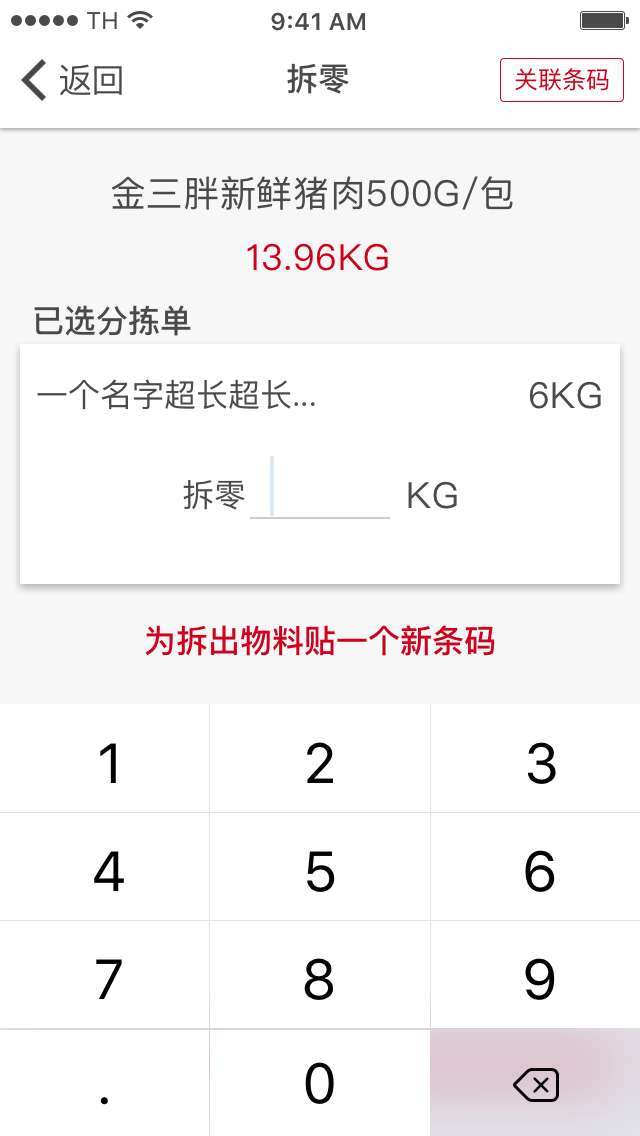 TH 9:41 AM
返回 拆零 关联条码
金三胖新鲜猪肉500G/包
13.96KG
已选分拣单
一个名字超长超长... 6KG
拆零 KG
为拆出物料贴一个新条码
1 2 3
4 5 6
7 8 9
. 0